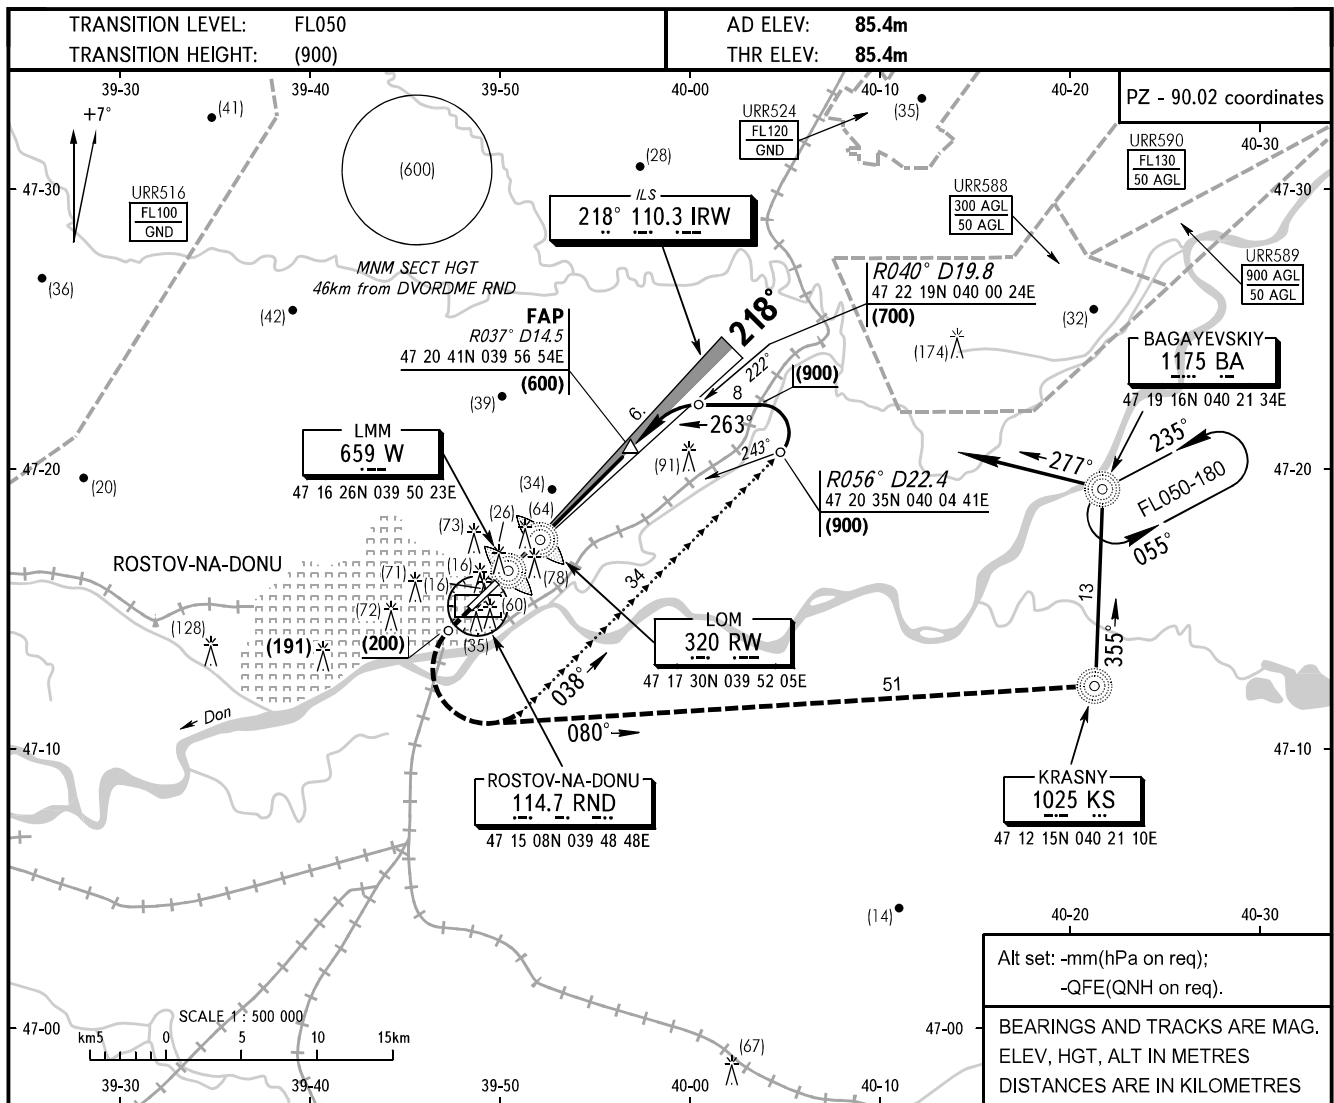 TRANSITION LEVEL: FL050
TRANSITION HEIGHT: (900)
AD ELEV: 85.4m
THR ELEV: 85.4m
39-30 39-40 39-50 40-00 40-10 40-20
PZ - 90.02 coordinates
+7°
(41)
(600)
(28)
URR524
FL120
GND
(35)
URR590
FL130
50 AGL
40-30
47-30
URR516
FL100
GND
ILS
218° 110.3 IRW
URR588
300 AGL
50 AGL
47-30
MNM SECT HGT
46km from DVORDME RND
(36)
(42)
R040° D19.8
47 22 19N 040 00 24E
(700)
URR589
900 AGL
50 AGL
(32)
(174)
FAP
R037° D14.5
47 20 41N 039 56 54E
(600)
218°
222°
8
(900)
6.
263°
243°
(91)
(39)
BAGAYEVSKIY
1175 BA
47 19 16N 040 21 34E
235°
277°
FL050-180
055°
LMM
659 W
47 16 26N 039 50 23E
47-20
(20)
(34)
R056° D22.4
47 20 35N 040 04 41E
(900)
47-20
(26) (64)
(73)
ROSTOV-NA-DONU
(71)
(16)
(16)
(78)
(72)
(60)
(128)
(191)
(200)
(35)
34
038°
LOM
320 RW
47 17 30N 039 52 05E
13
355°
51
Don
080°
47-10
47-10
ROSTOV-NA-DONU
114.7 RND
47 15 08N 039 48 48E
KRASNY
1025 KS
47 12 15N 040 21 10E
(14)
40-20 40-30
Alt set: -mm(hPa on req);
-QFE(QNH on req).
47-00
SCALE 1 : 500 000
km5 0 5 10 15km
(67)
47-00
BEARINGS AND TRACKS ARE MAG.
ELEV, HGT, ALT IN METRES
DISTANCES ARE IN KILOMETRES
39-30 39-40 39-50 40-00 40-10